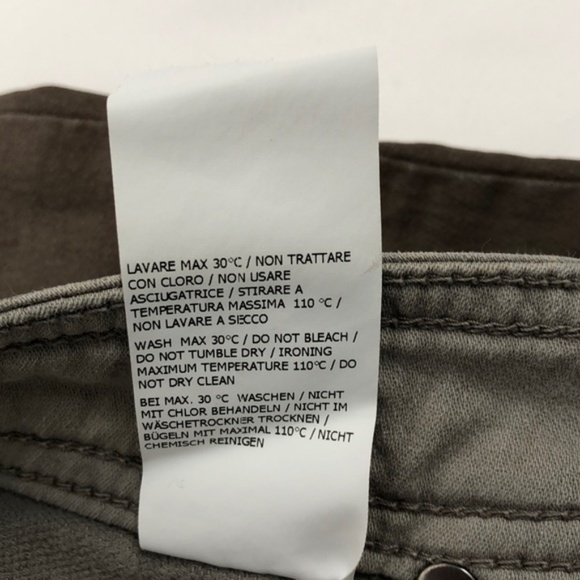 LAVARE MAX 30°C / NON TRATTARE
CON CLORO / NON USARE
ASCIUGATRICE / STIRARE A
TEMPERATURA MASSIMA 110 °C /
NON LAVARE A SECCO
WASH MAX 30°C / DO NOT BLEACH /
DO NOT TUMBLE DRY / IRONING
MAXIMUM TEMPERATURE 110°C / DO
NOT DRY CLEAN
BEI MAX. 30 °C WASCHEN / NICHT
MIT CHLOR BEHANDELN / NICHT IM
WÄSCHETROCKNER TROCKNEN /
BÜGELN MIT MAXIMAL 110°C / NICHT
CHEMISCH REINIGEN